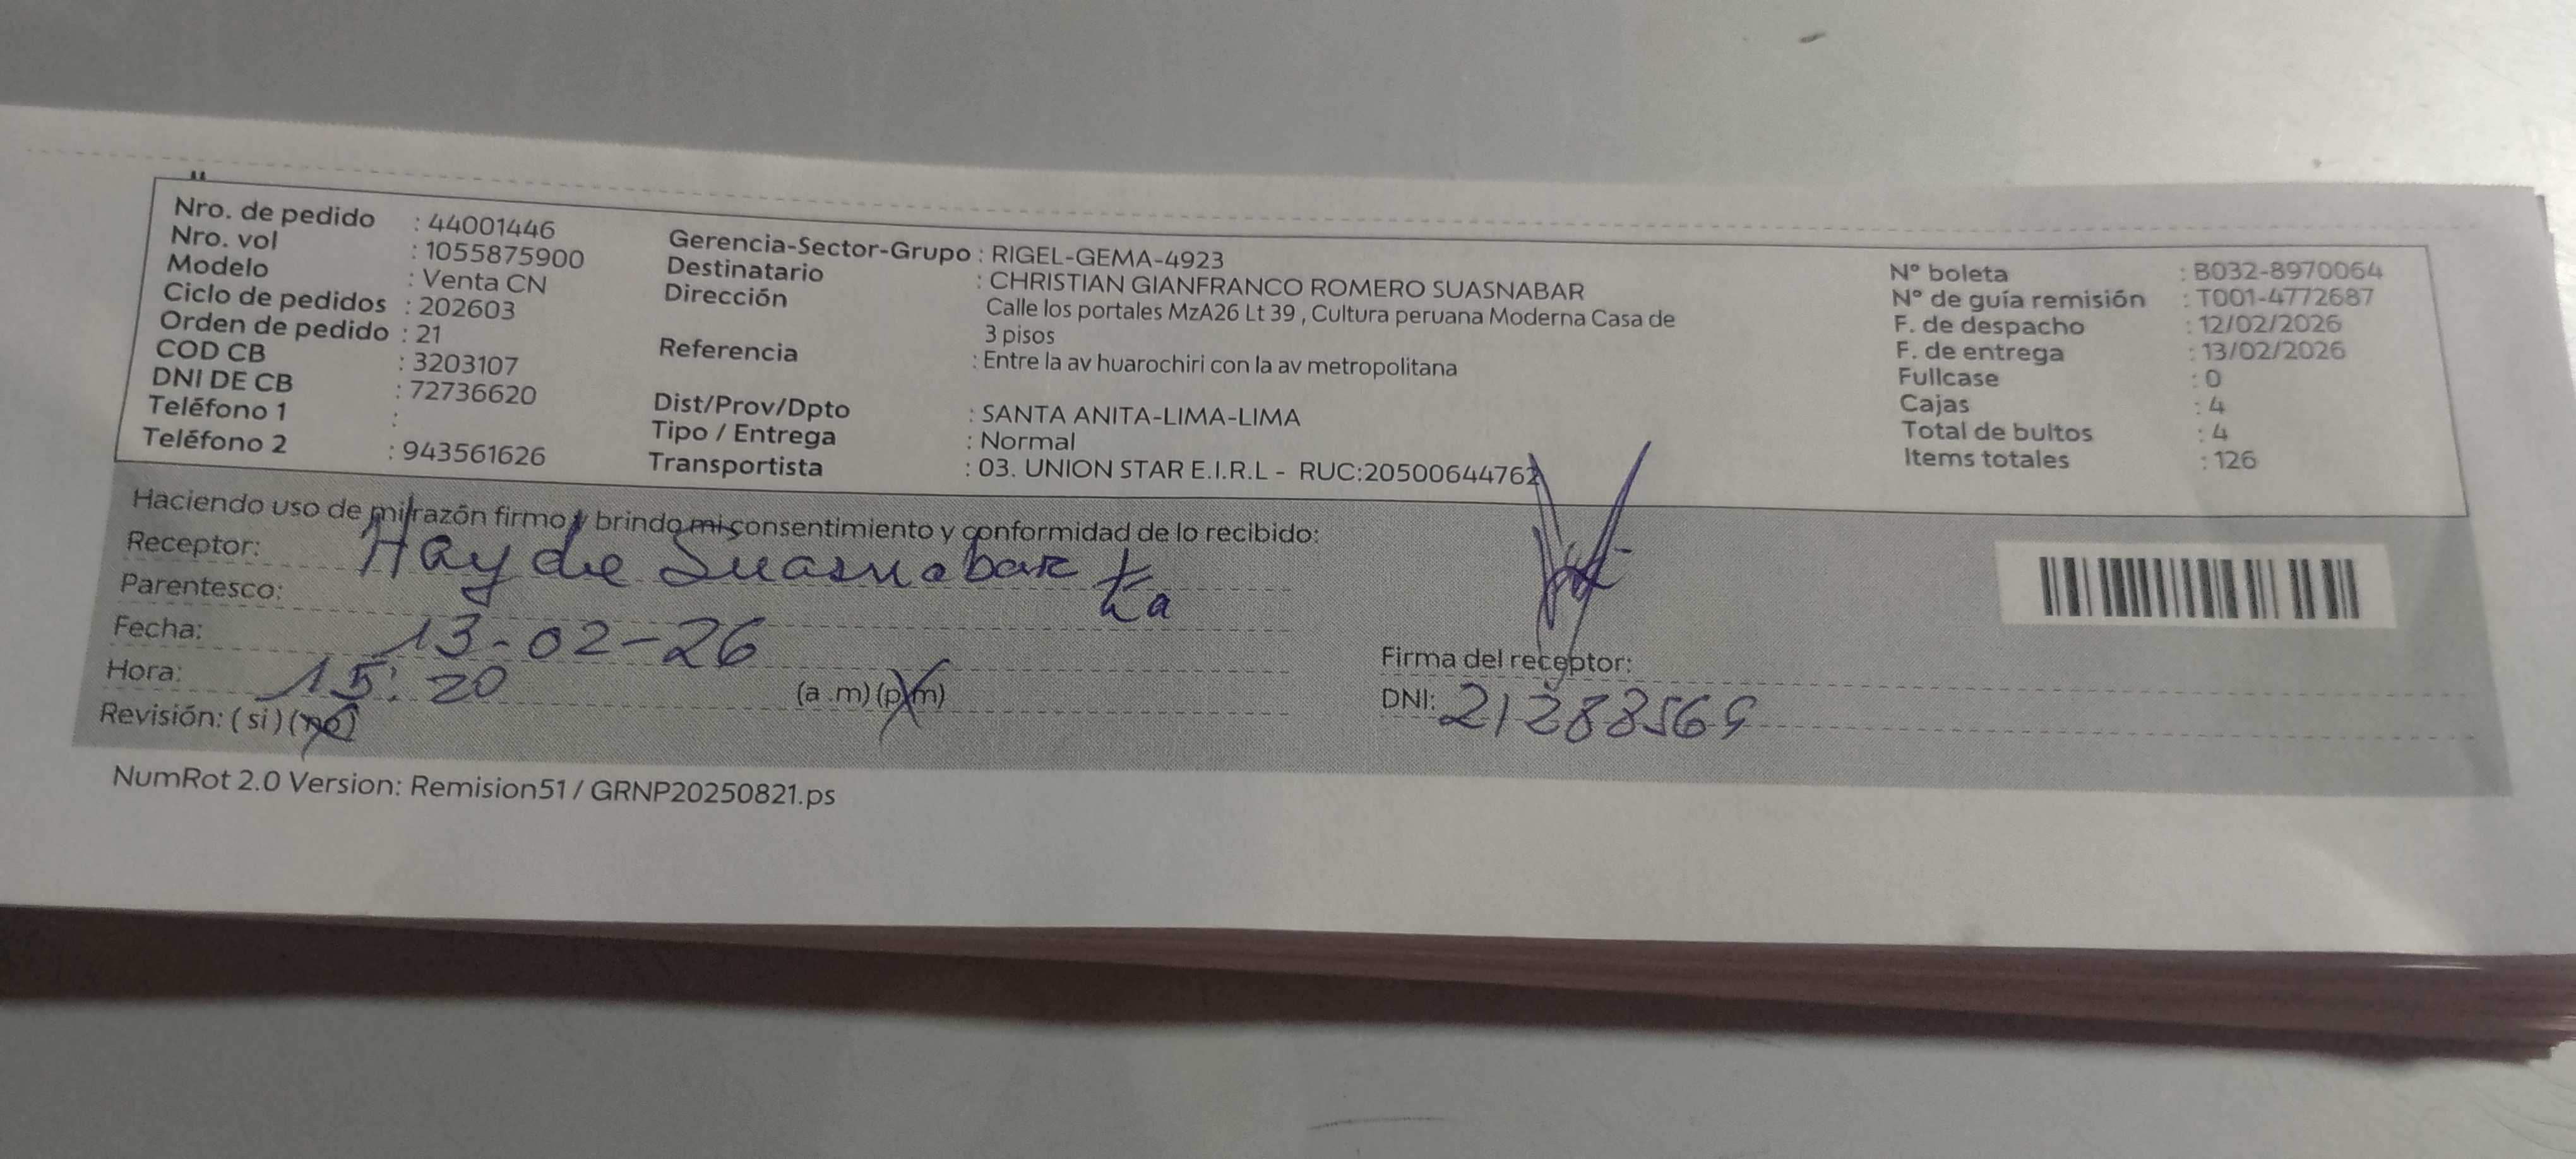 Nro. de pedido : 44001446
Nro. vol : 1055875900
Modelo : Venta CN
Ciclo de pedidos : 202603
Orden de pedido : 21
COD CB : 3203107
DNI DE CB : 72736620
Teléfono 1 :
Teléfono 2 : 943561626
Gerencia-Sector-Grupo : RIGEL-GEMA-4923
Destinatario : CHRISTIAN GIANFRANCO ROMERO SUASNABAR
Dirección Calle los portales MzA26 Lt 39 , Cultura peruana Moderna Casa de
3 pisos
Referencia : Entre la av huarochiri con la av metropolitana
Dist/Prov/Dpto : SANTA ANITA-LIMA-LIMA
Tipo / Entrega : Normal
Transportista : 03. UNION STAR E.I.R.L - RUC:20500644762
N° boleta : B032-8970064
N° de guía remisión : T001-4772687
F. de despacho : 12/02/2026
F. de entrega : 13/02/2026
Fullcase : 0
Cajas : 4
Total de bultos : 4
Items totales : 126
Haciendo uso de mi razón firmo y brindo mi consentimiento y conformidad de lo recibido:
Receptor: Hayde Suasnabar
Parentesco:
Fecha: 13-02-26
Hora: 15:20 (a .m) (p.m)
Revisión: ( si ) (no)
Firma del receptor:
DNI: 21288569
NumRot 2.0 Version: Remision51 / GRNP20250821.ps